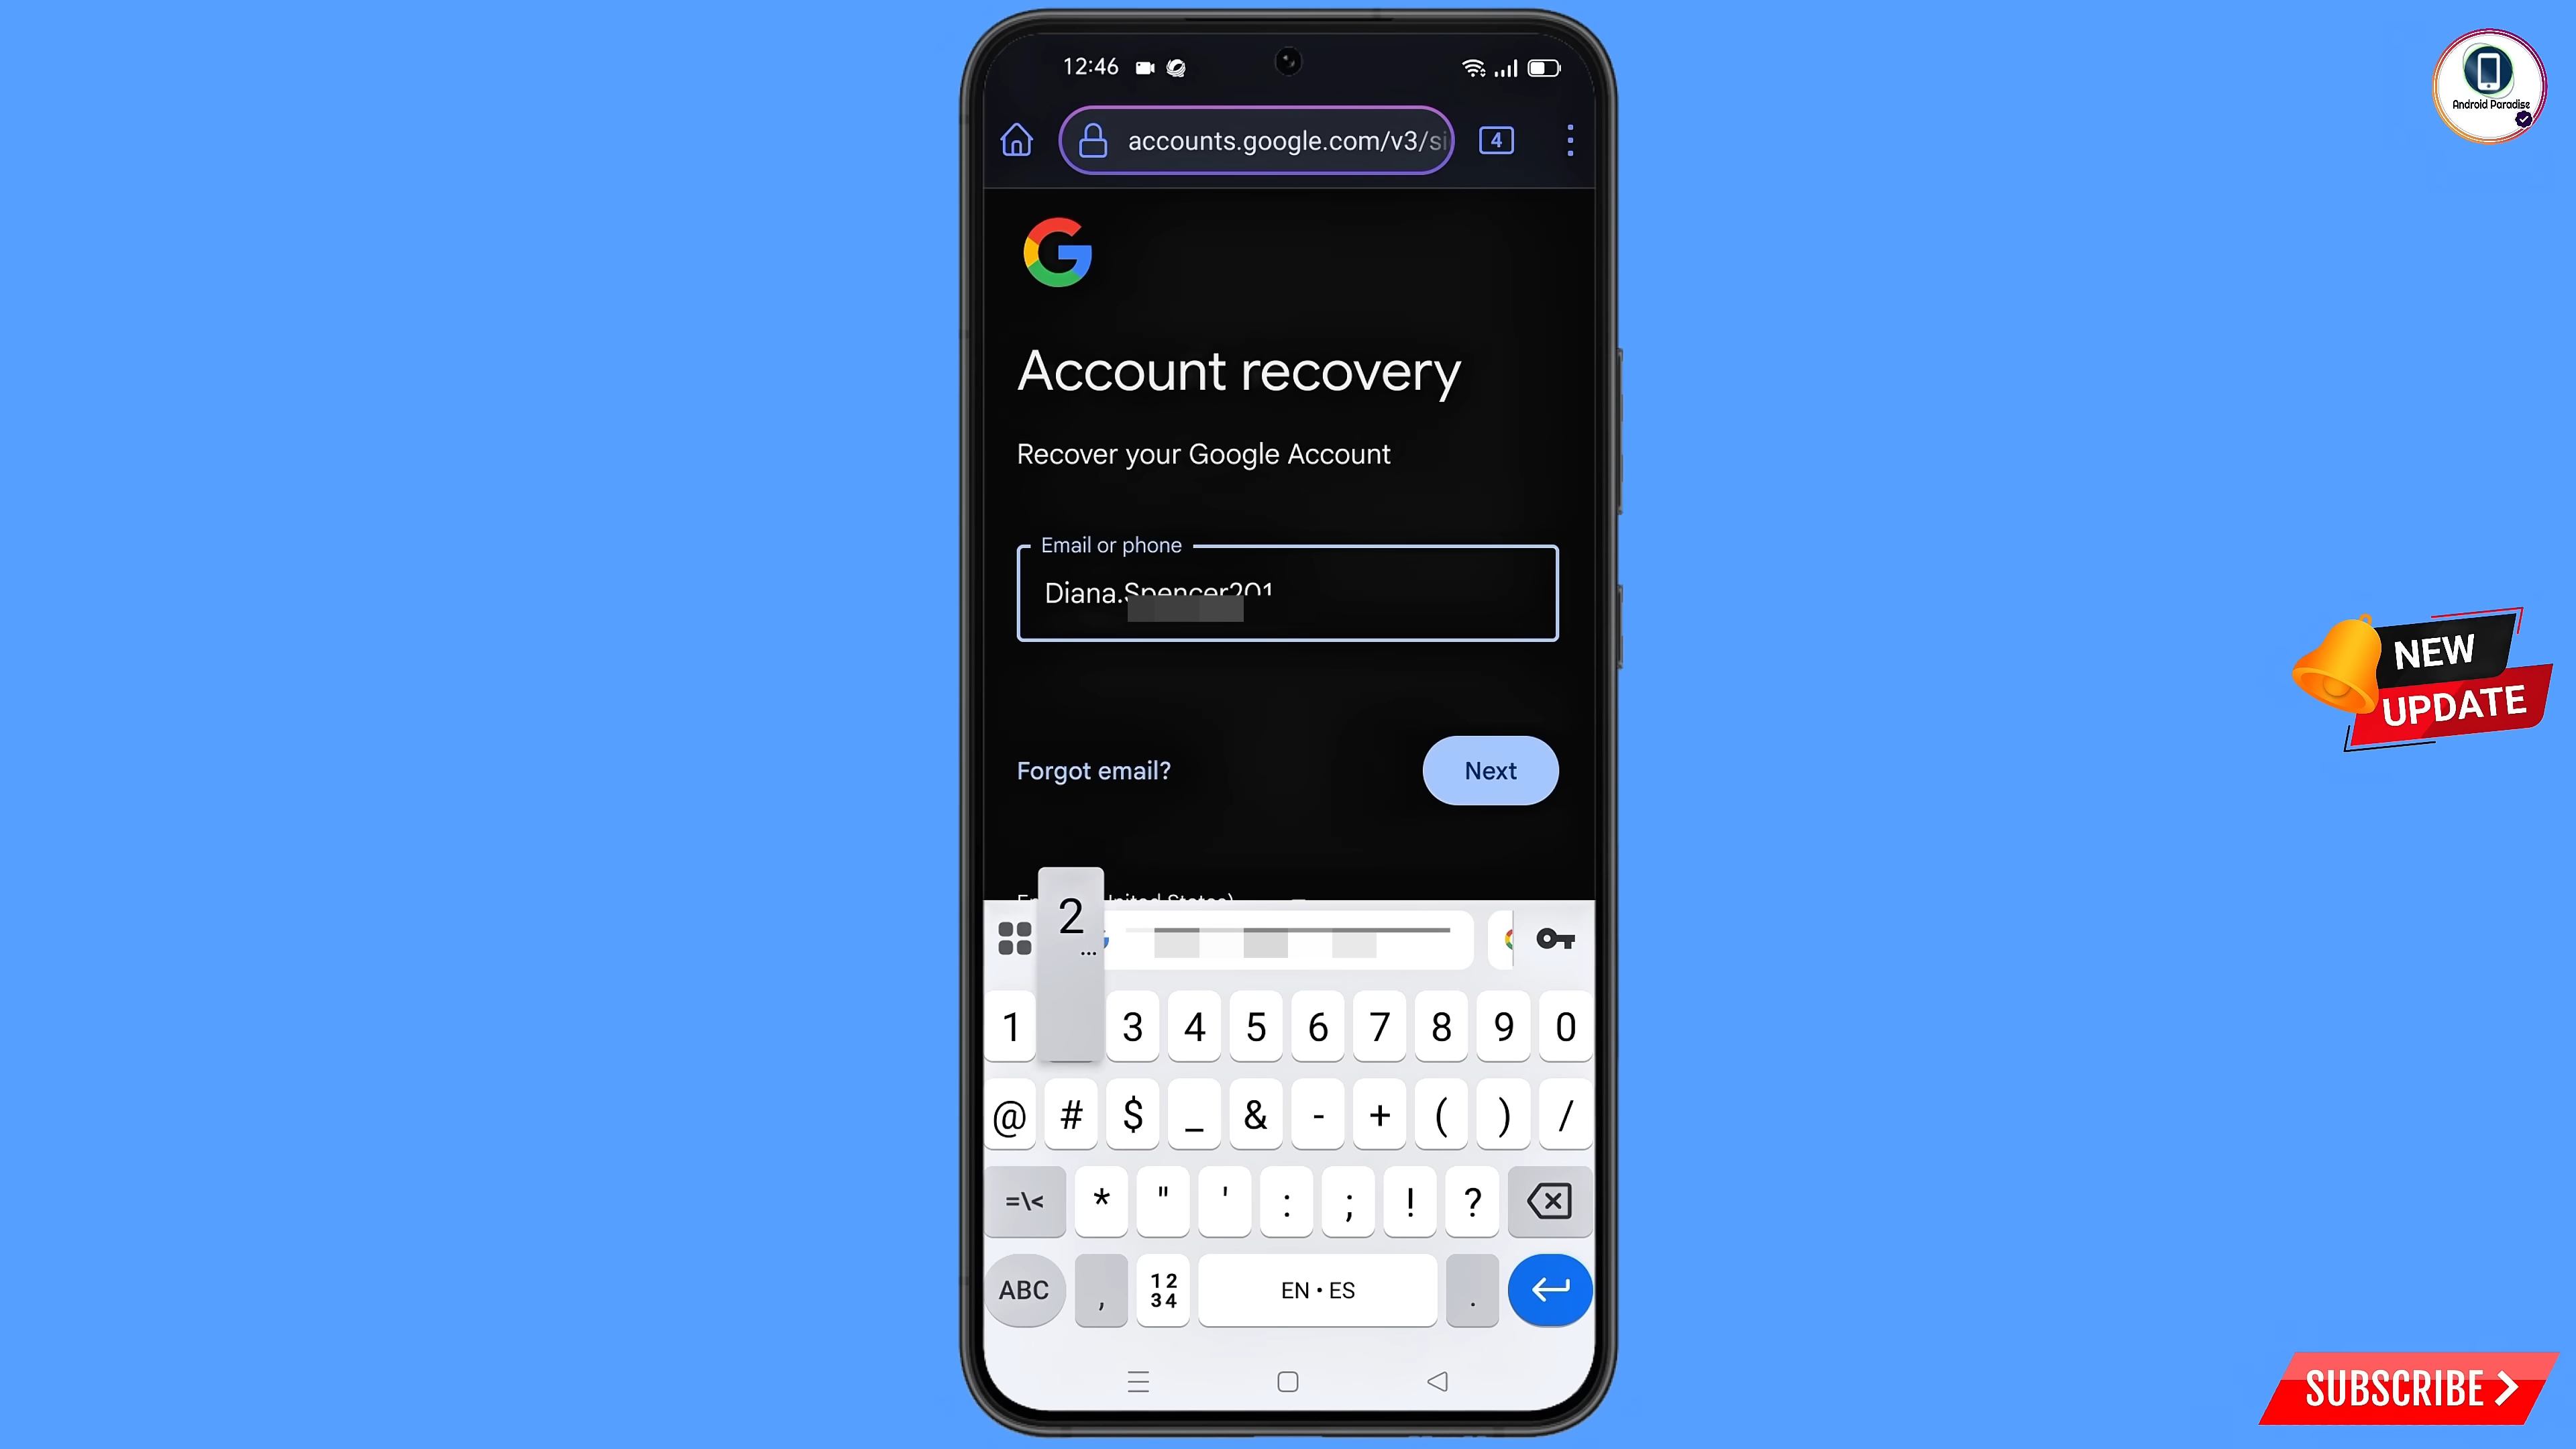 12:46
Android Paradise
accounts.google.com/v3/si
4
Account recovery
Recover your Google Account
Email or phone
Diana.Spencer201
NEW
UPDATE
Forgot email?
Next
United States)
2
...
1 3 4 5 6 7 8 9 0
@ # $ _ & - + ( ) /
=\< * " ' : ; ! ?
ABC , 12 34 EN • ES .
SUBSCRIBE